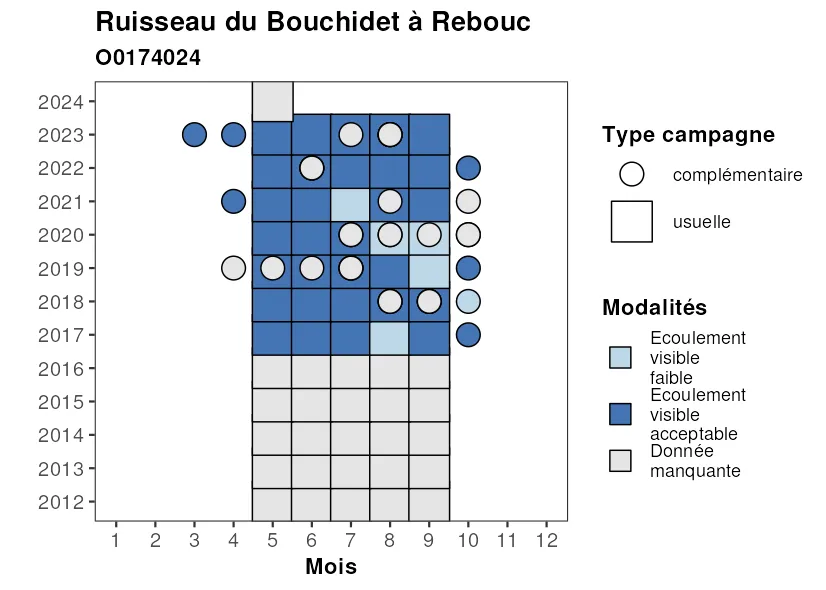 Ruisseau du Bouchidet à Rebouc
O0174024
2024
2023
2022
2021
2020
2019
2018
2017
2016
2015
2014
2013
2012
1 2 3 4 5 6 7 8 9 10 11 12
Mois
Type campagne
complémentaire
usuelle
Modalités
Ecoulement
visible
faible
Ecoulement
visible
acceptable
Donnée
manquante